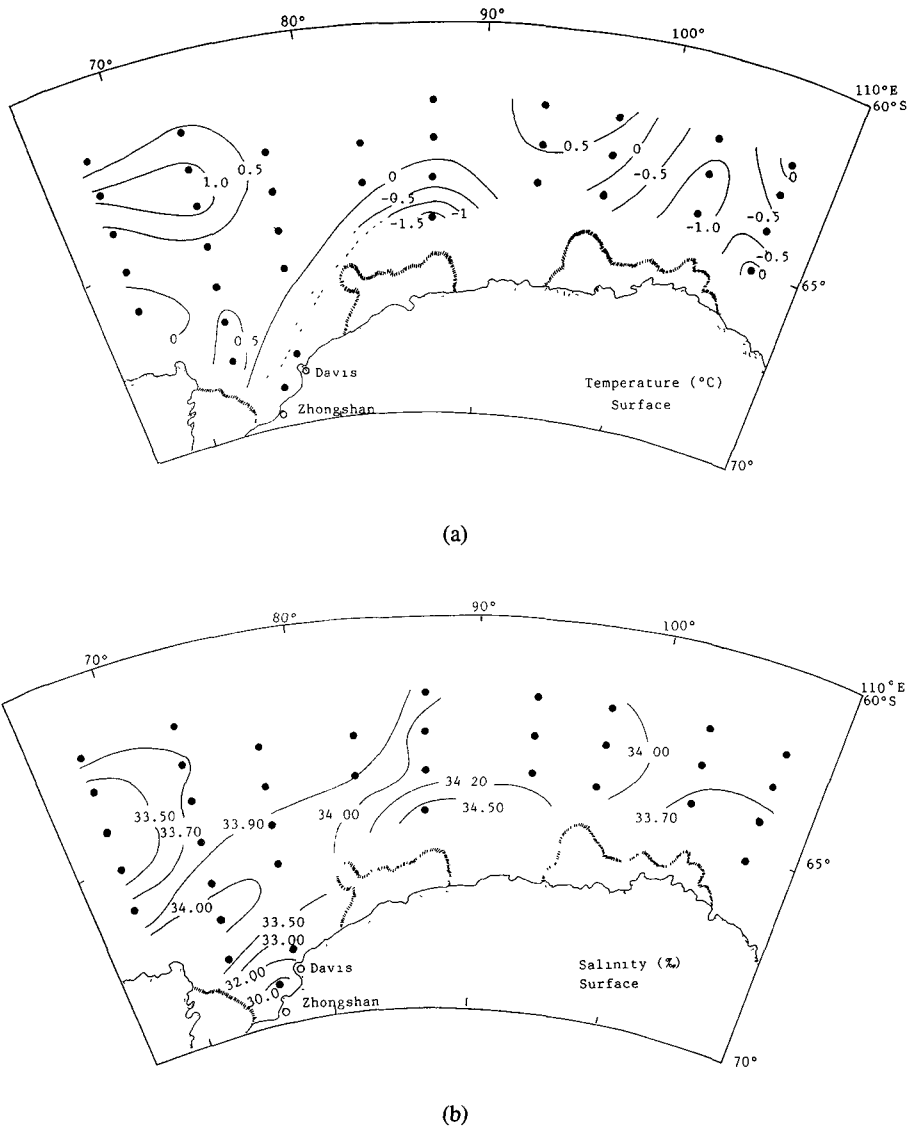 90°
80°
100°
70°
110°E
60°S
0.5
1.0
0
-0.5
-1
-1.5
0.5
0
-0.5
-1.0
0
-0.5
-0.5
0
65°
0
0 5
Davis
Zhongshan
Temperature (°C)
Surface
70°
(a)
90°
80°
100°
70°
110°E
60°S
34 00
34 20
34.50
33.50
33.70
33.90
34 00
33.70
65°
34.00
33.50
33.00
32.00
30.0
Davis
Zhongshan
Salinity (‰)
Surface
70°
(b)